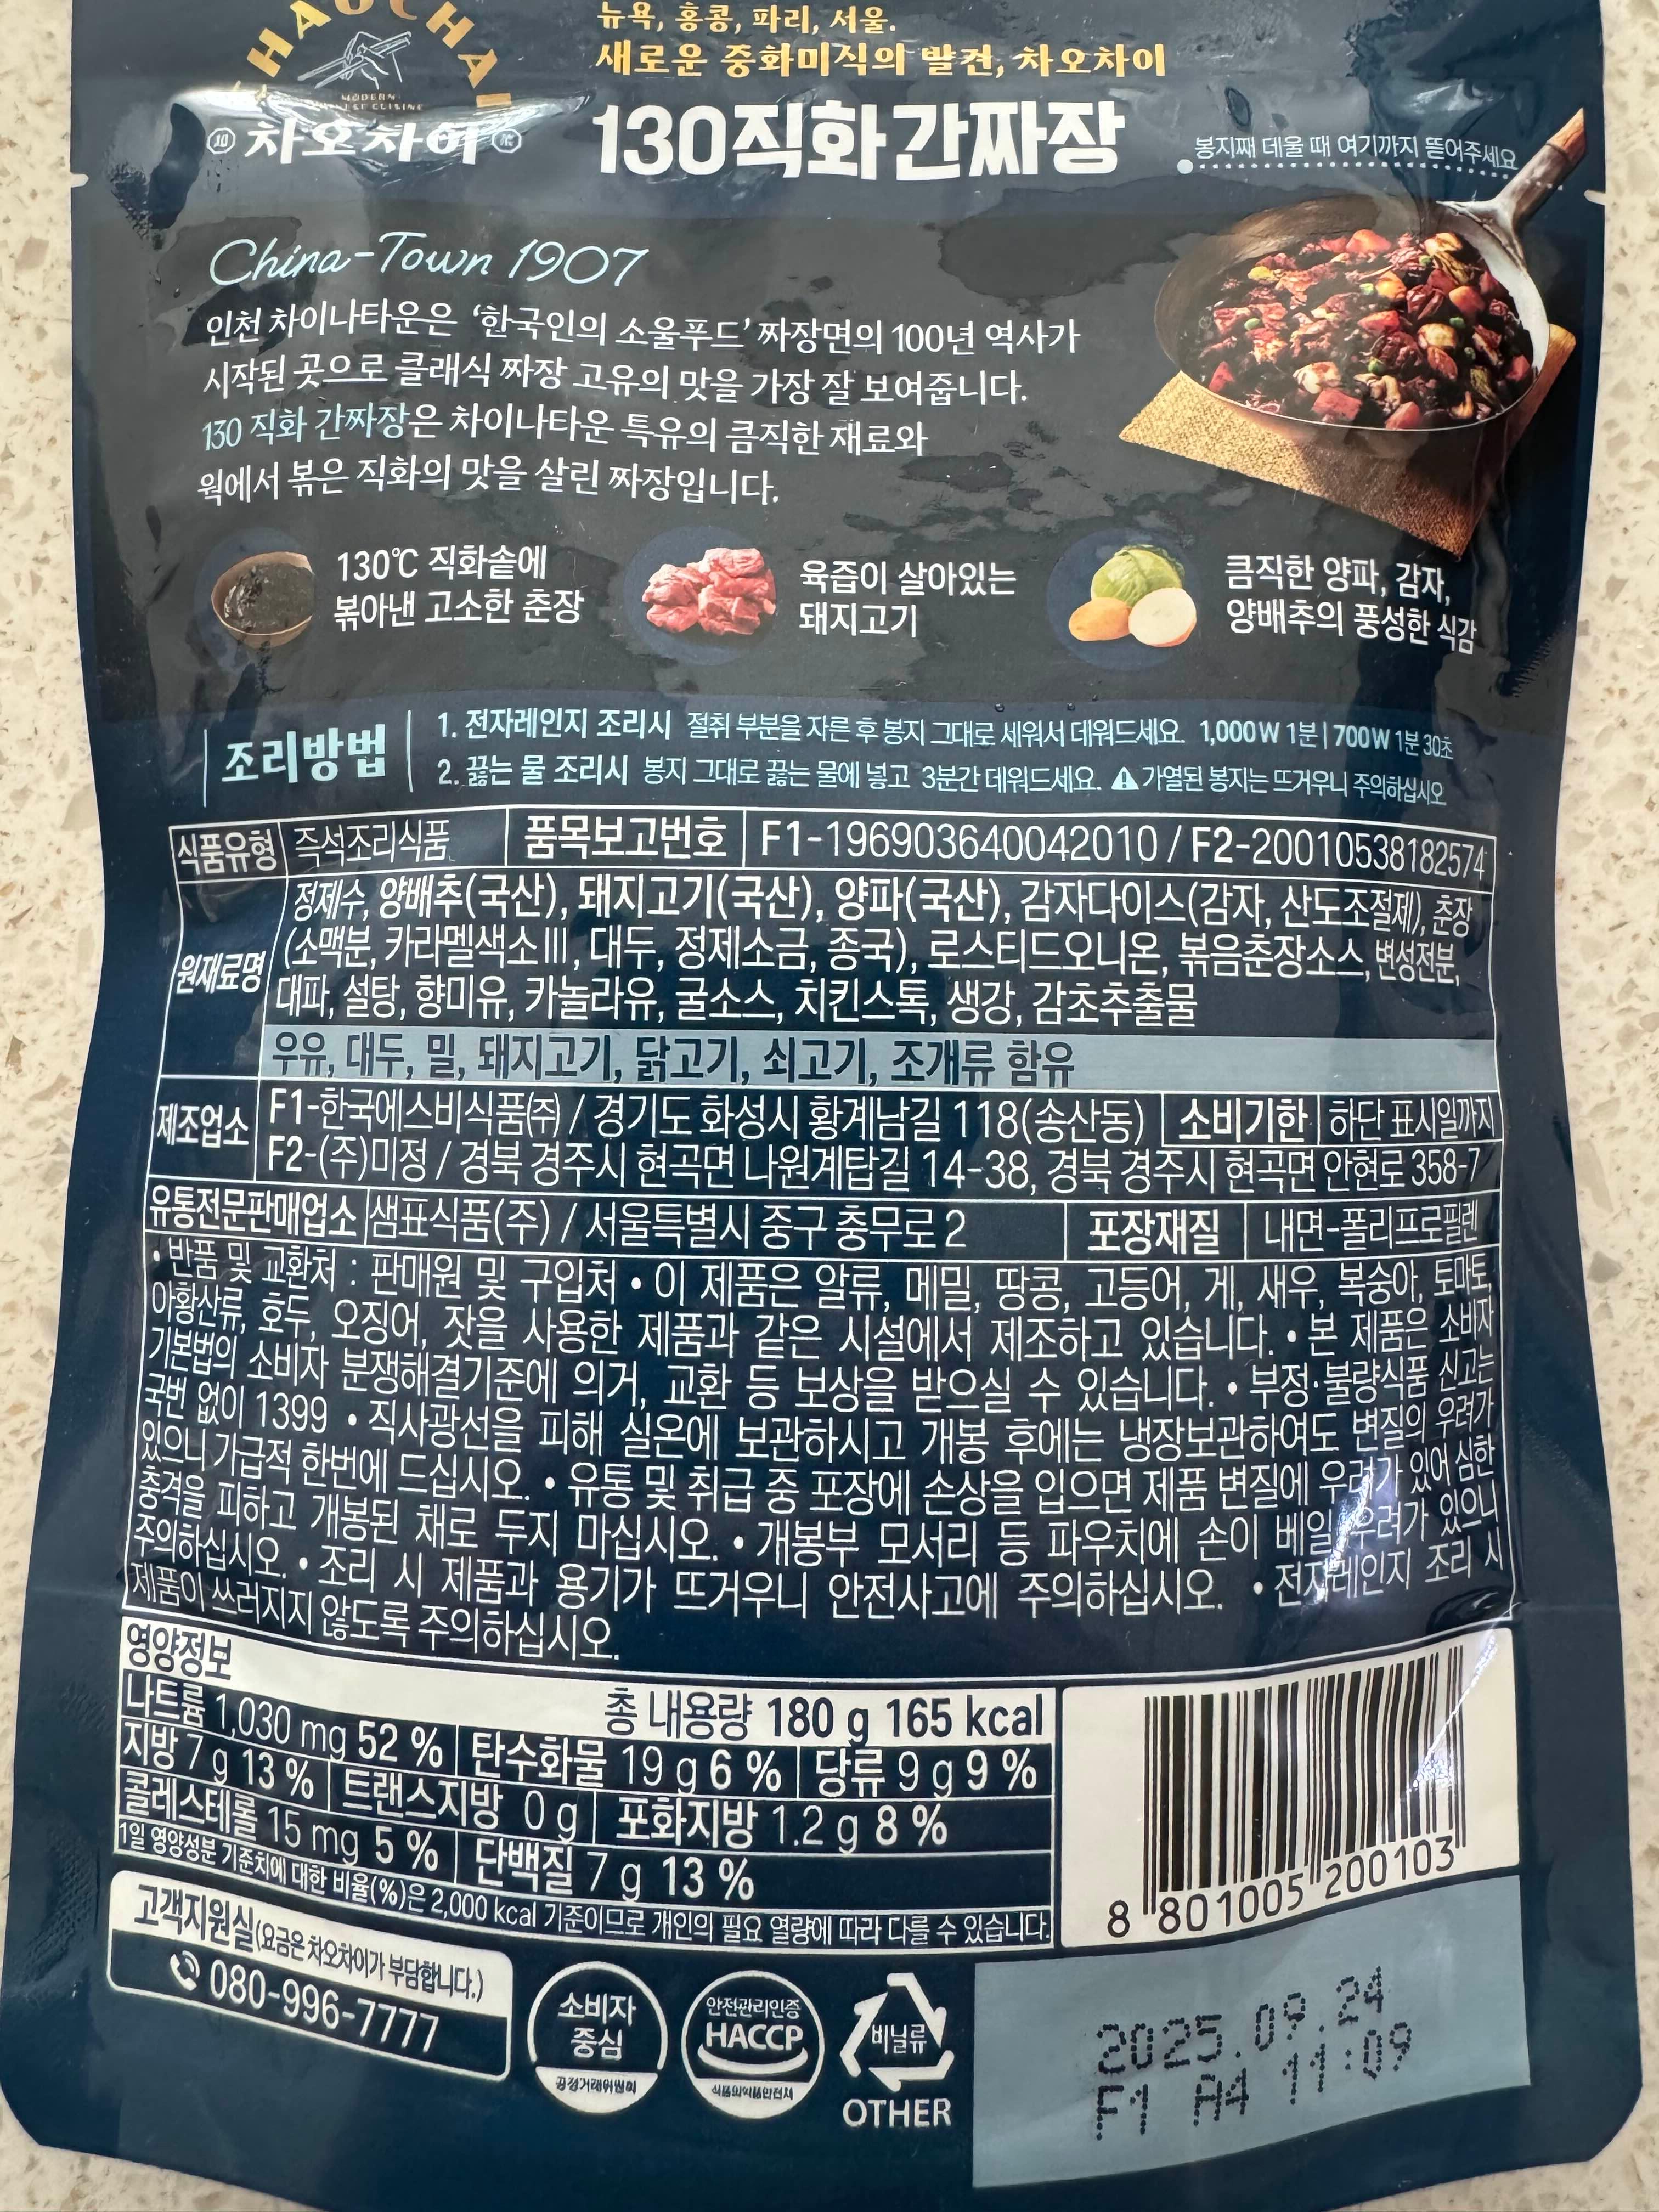 CHAOCHAI
MODERN
CHINESE CUISINE
차오차이
뉴욕, 홍콩, 파리, 서울.
새로운 중화미식의 발견, 차오차이
130직화간짜장
봉지째 데울 때 여기까지 뜯어주세요
China-Town 1907
인천 차이나타운은 ‘한국인의 소울푸드’ 짜장면의 100년 역사가
시작된 곳으로 클래식 짜장 고유의 맛을 가장 잘 보여줍니다.
130 직화 간짜장은 차이나타운 특유의 큼직한 재료와
웍에서 볶은 직화의 맛을 살린 짜장입니다.
130℃ 직화솥에
볶아낸 고소한 춘장
육즙이 살아있는
돼지고기
큼직한 양파, 감자,
양배추의 풍성한 식감
조리방법
1. 전자레인지 조리시 절취 부분을 자른 후 봉지 그대로 세워서 데워드세요. 1,000W 1분 | 700W 1분 30초
2. 끓는 물 조리시 봉지 그대로 끓는 물에 넣고 3분간 데워드세요. ⚠ 가열된 봉지는 뜨거우니 주의하십시오
식품유형 즉석조리식품 품목보고번호 F1-196903640042010 / F2-20010538182574
원재료명
정제수, 양배추(국산), 돼지고기(국산), 양파(국산), 감자다이스(감자, 산도조절제), 춘장
(소맥분, 카라멜색소Ⅲ, 대두, 정제소금, 종국), 로스티드오니온, 볶음춘장소스, 변성전분,
대파, 설탕, 향미유, 카놀라유, 굴소스, 치킨스톡, 생강, 감초추출물
우유, 대두, 밀, 돼지고기, 닭고기, 쇠고기, 조개류 함유
제조업소
F1-한국에스비식품㈜ / 경기도 화성시 황계남길 118(송산동) 소비기한 하단 표시일까지
F2-(주)미정 / 경북 경주시 현곡면 나원계탑길 14-38, 경북 경주시 현곡면 안현로 358-7
유통전문판매업소 샘표식품(주) / 서울특별시 중구 충무로 2 포장재질 내면-폴리프로필렌
• 반품 및 교환처 : 판매원 및 구입처 • 이 제품은 알류, 메밀, 땅콩, 고등어, 게, 새우, 복숭아, 토마토,
아황산류, 호두, 오징어, 잣을 사용한 제품과 같은 시설에서 제조하고 있습니다. • 본 제품은 소비자
기본법의 소비자 분쟁해결기준에 의거, 교환 등 보상을 받으실 수 있습니다. • 부정·불량식품 신고는
국번 없이 1399 • 직사광선을 피해 실온에 보관하시고 개봉 후에는 냉장보관하여도 변질의 우려가
있으니 가급적 한번에 드십시오. • 유통 및 취급 중 포장에 손상을 입으면 제품 변질에 우려가 있어 심한
충격을 피하고 개봉된 채로 두지 마십시오. • 개봉부 모서리 등 파우치에 손이 베일 우려가 있으니
주의하십시오. • 조리 시 제품과 용기가 뜨거우니 안전사고에 주의하십시오. • 전자레인지 조리 시
제품이 쓰러지지 않도록 주의하십시오.
영양정보
총 내용량 180 g 165 kcal
나트륨 1,030 mg 52 % 탄수화물 19 g 6 % 당류 9 g 9 %
지방 7 g 13 % 트랜스지방 0 g 포화지방 1.2 g 8 %
콜레스테롤 15 mg 5 % 단백질 7 g 13 %
1일 영양성분 기준치에 대한 비율(%)은 2,000 kcal 기준이므로 개인의 필요 열량에 따라 다를 수 있습니다.
8 801005 200103
고객지원실(요금은 차오차이가 부담합니다.)
080-996-7777
소비자
중심
공정거래위원회
안전관리인증
HACCP
식품의약품안전처
비닐류
OTHER
2025.09.24
F1 A4 11:09